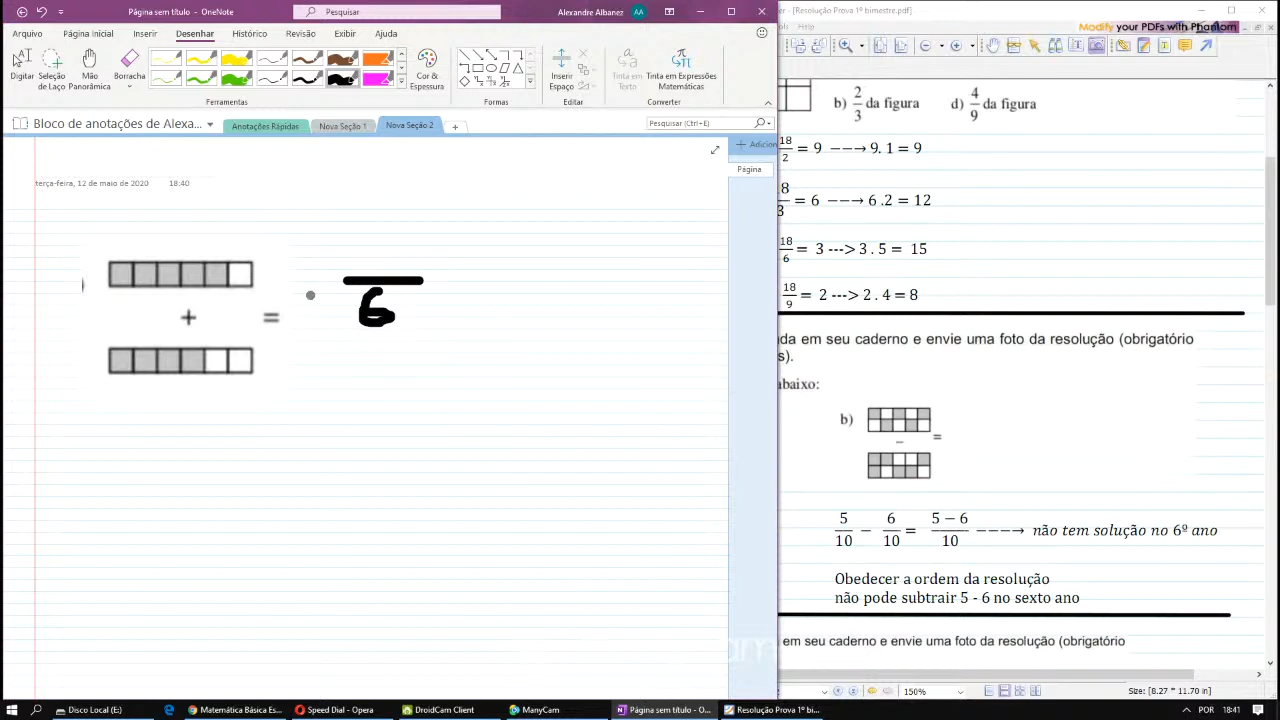 Página sem título - OneNote
Pesquisar
Alexandre Albanez
AA
Arquivo
Página Inicial
Inserir
Desenhar
Histórico
Revisão
Exibir
Ajuda
Digitar
Seleção de Laço
Mão Panorâmica
Borracha
Cor & Espessura
Inserir Espaço
Tinta em Texto
Tinta em Expressões Matemáticas
Ferramentas
Formas
Editar
Converter
Bloco de anotações de Alexa...
Anotações Rápidas
Nova Seção 1
Nova Seção 2
+
Pesquisar (Ctrl+E)
+ Adicion
Página
terça-feira, 12 de maio de 2020
18:40
+ =
6
er - [Resolução Prova 1º bimestre.pdf]
ols Help
Modify your PDFs with Phantom
b) 2/3 da figura
d) 4/9 da figura
18/2 = 9 ---→ 9. 1 = 9
8/3 = 6 ---→ 6 .2 = 12
18/6 = 3 ---> 3 . 5 = 15
18/9 = 2 ---> 2 . 4 = 8
da em seu caderno e envie uma foto da resolução (obrigatório
s).
baixo:
b)
− =
5/10 − 6/10 = 5 − 6/10 ----→ não tem solução no 6º ano
Obedecer a ordem da resolução
não pode subtrair 5 - 6 no sexto ano
em seu caderno e envie uma foto da resolução (obrigatório
150%
Size: [8.27 * 11.70 in]
Disco Local (E:)
Matemática Básica Es...
Speed Dial - Opera
DroidCam Client
ManyCam
Página sem título - O...
Resolução Prova 1º bi...
POR
18:41